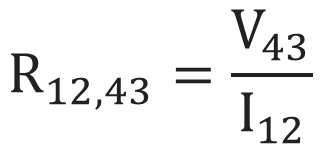 R₁₂,₄₃ = V₄₃ / I₁₂